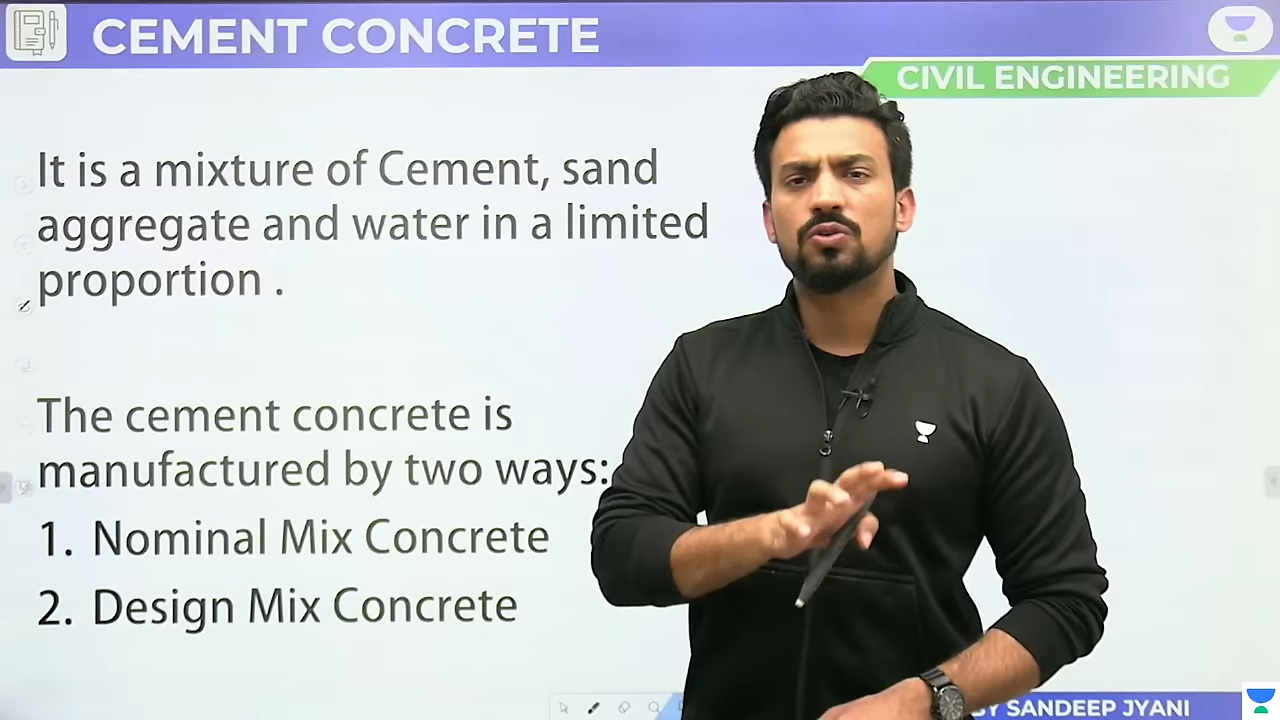 CEMENT CONCRETE
CIVIL ENGINEERING
It is a mixture of Cement, sand
aggregate and water in a limited
proportion .
The cement concrete is
manufactured by two ways:
1. Nominal Mix Concrete
2. Design Mix Concrete
BY SANDEEP JYANI